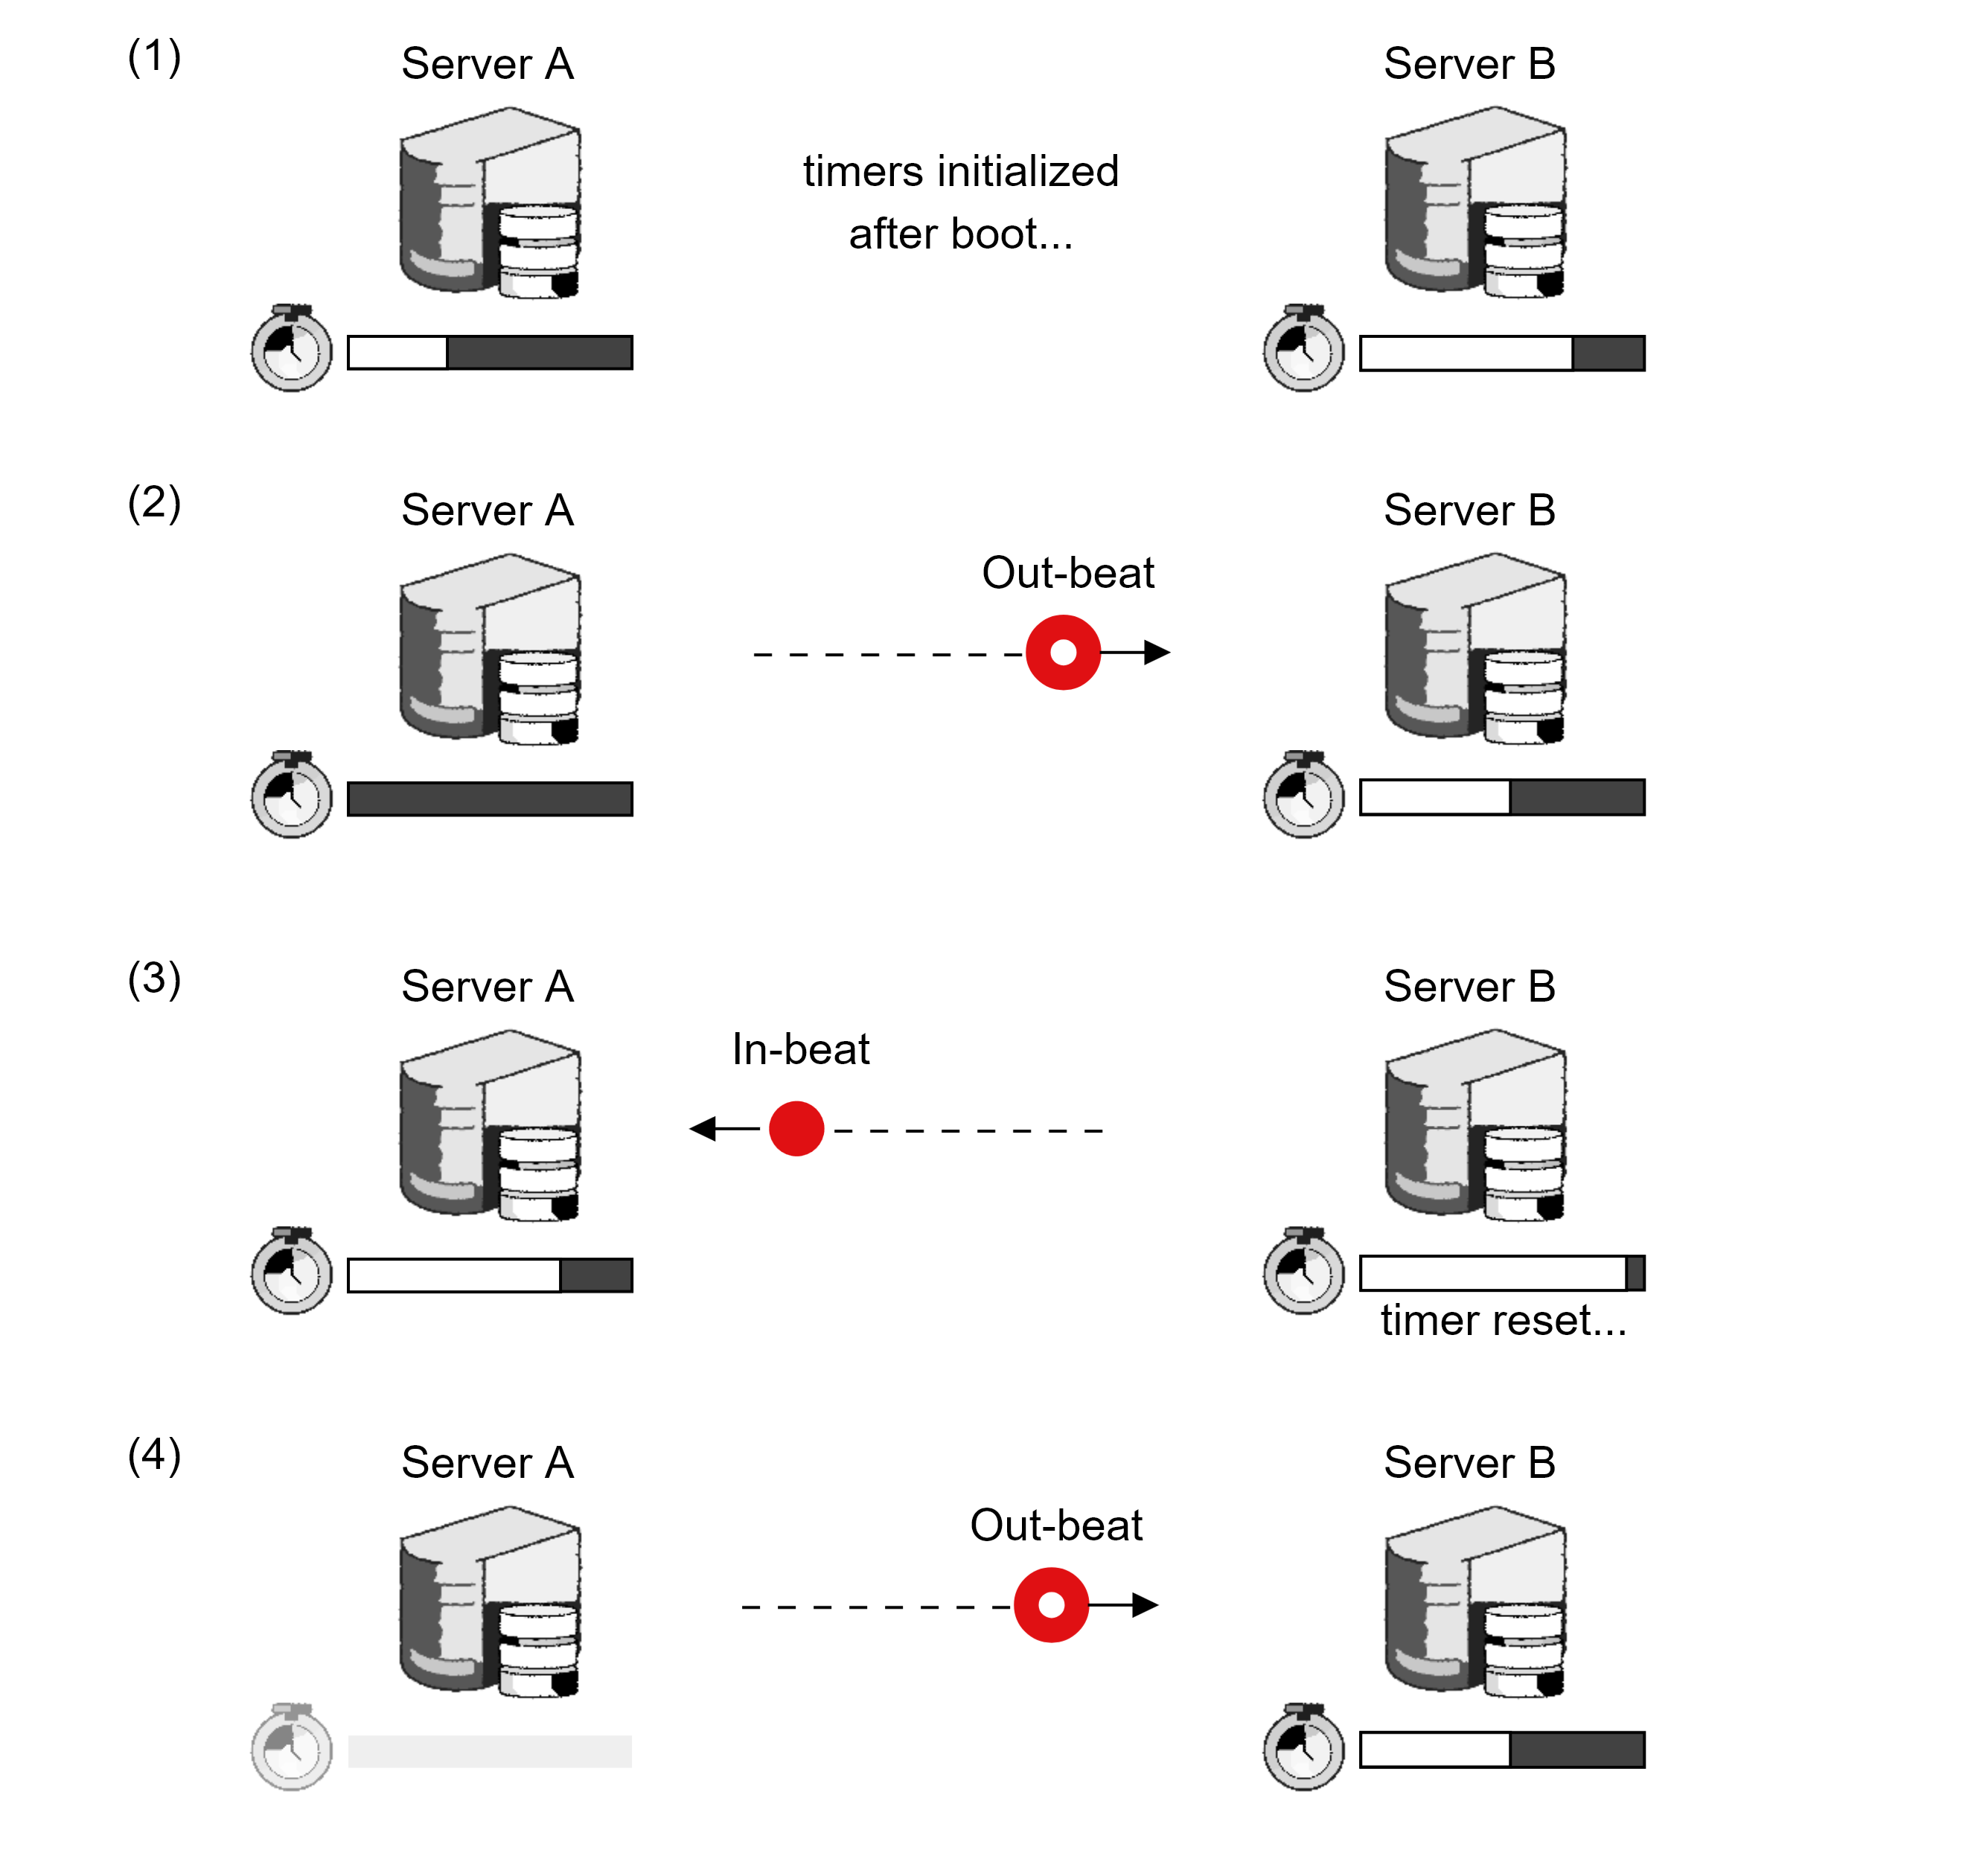 (1)
Server A
Server B
timers initialized
after boot...
(2)
Server A
Server B
Out-beat
(3)
Server A
Server B
In-beat
timer reset...
(4)
Server A
Server B
Out-beat